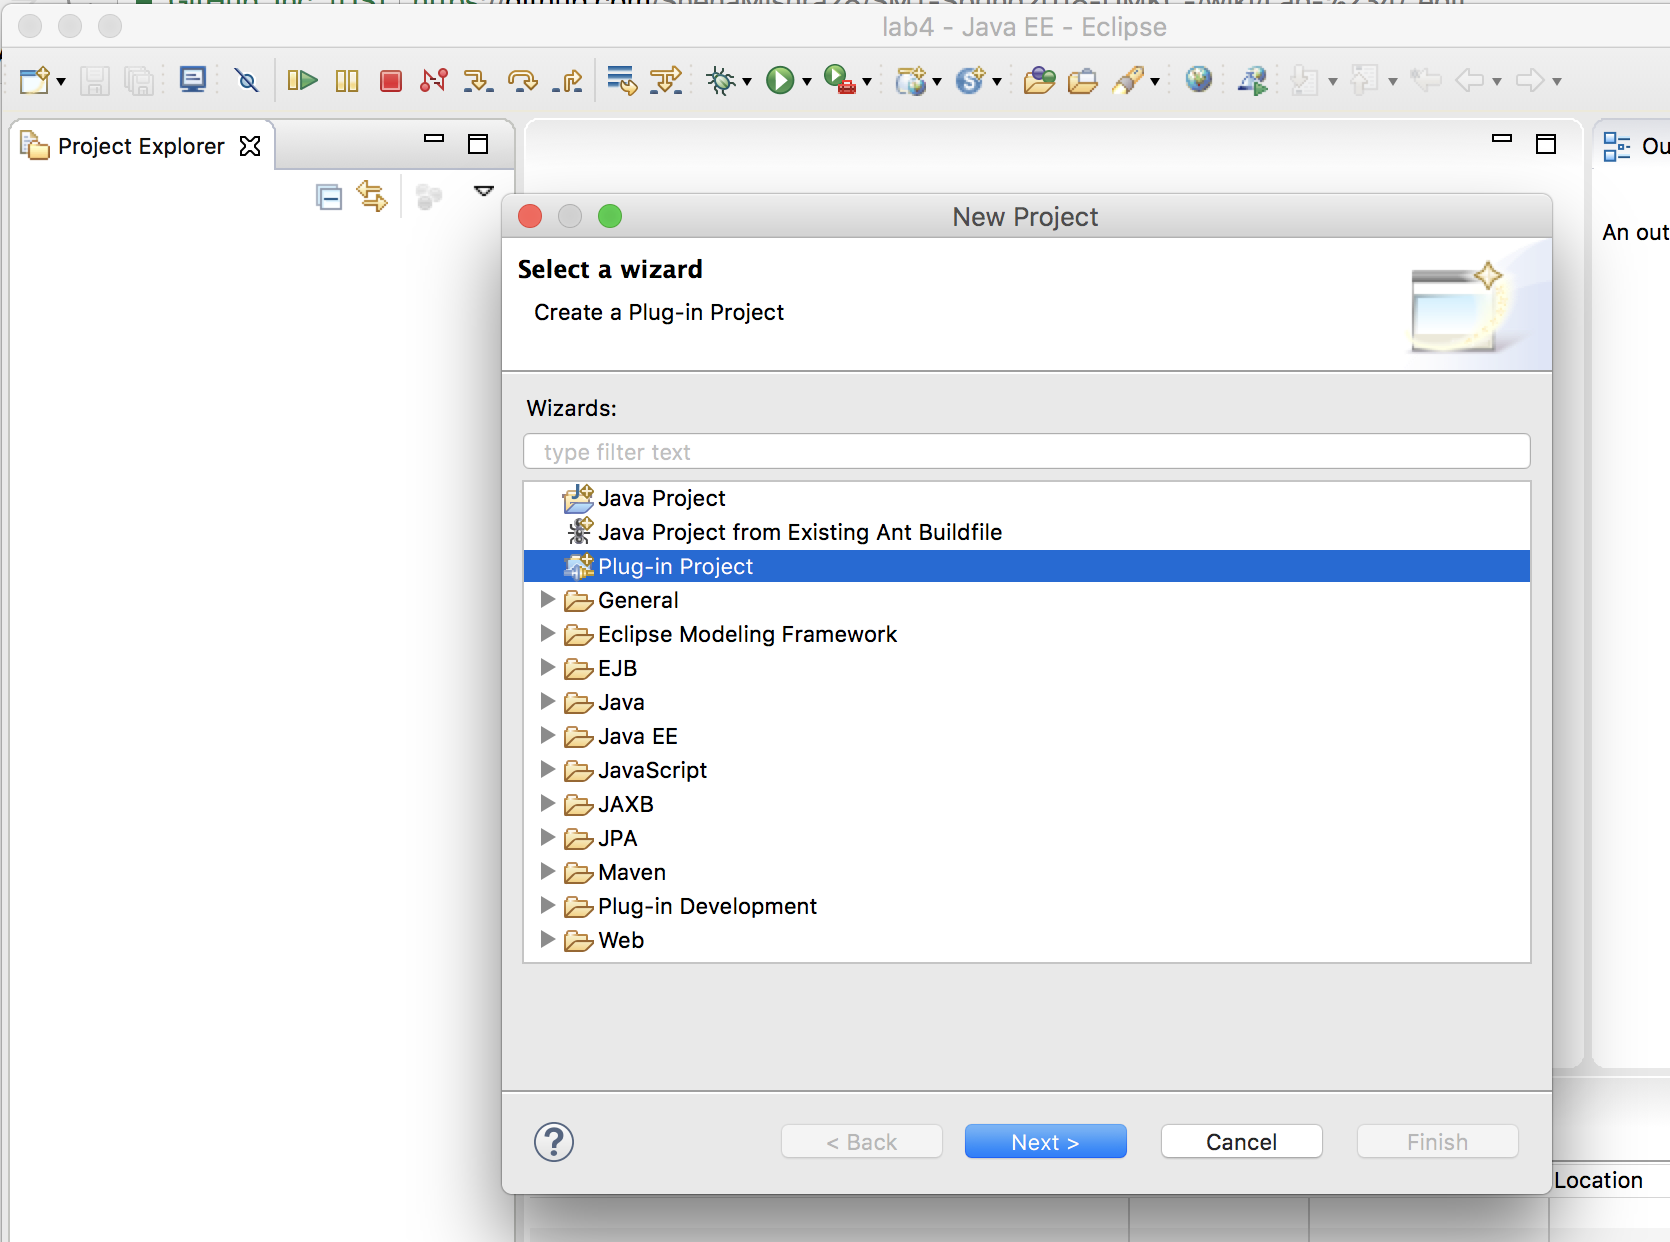 lab4 - Java EE - Eclipse
Project Explorer
Ou
An out
New Project
Select a wizard
Create a Plug-in Project
Wizards:
type filter text
Java Project
Java Project from Existing Ant Buildfile
Plug-in Project
General
Eclipse Modeling Framework
EJB
Java
Java EE
JavaScript
JAXB
JPA
Maven
Plug-in Development
Web
?
< Back
Next >
Cancel
Finish
Location